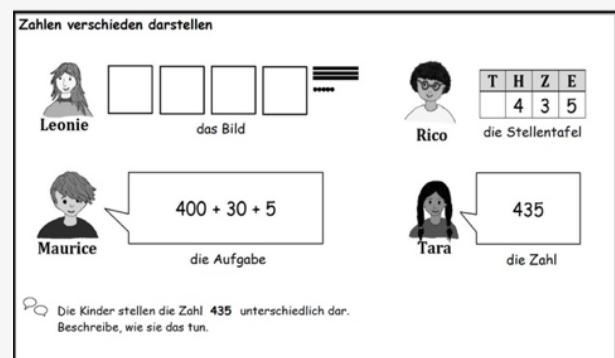 Zahlen verschieden darstellen
Leonie
das Bild
Rico
T H Z E
4 3 5
die Stellentafel
Maurice
400 + 30 + 5
die Aufgabe
Tara
435
die Zahl
Die Kinder stellen die Zahl 435 unterschiedlich dar.
Beschreibe, wie sie das tun.